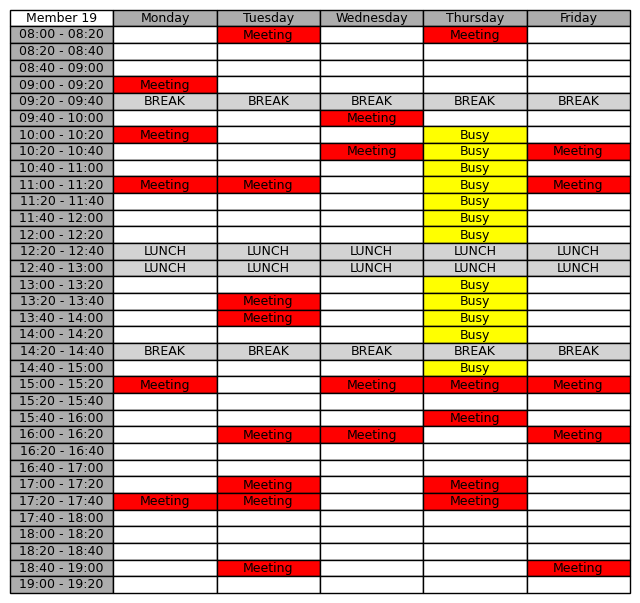 Member 19 Monday Tuesday Wednesday Thursday Friday
08:00 - 08:20 Meeting Meeting
08:20 - 08:40
08:40 - 09:00
09:00 - 09:20 Meeting
09:20 - 09:40 BREAK BREAK BREAK BREAK BREAK
09:40 - 10:00 Meeting
10:00 - 10:20 Meeting Busy
10:20 - 10:40 Meeting Busy Meeting
10:40 - 11:00 Busy
11:00 - 11:20 Meeting Meeting Busy Meeting
11:20 - 11:40 Busy
11:40 - 12:00 Busy
12:00 - 12:20 Busy
12:20 - 12:40 LUNCH LUNCH LUNCH LUNCH LUNCH
12:40 - 13:00 LUNCH LUNCH LUNCH LUNCH LUNCH
13:00 - 13:20 Busy
13:20 - 13:40 Meeting Busy
13:40 - 14:00 Meeting Busy
14:00 - 14:20 Busy
14:20 - 14:40 BREAK BREAK BREAK BREAK BREAK
14:40 - 15:00 Busy
15:00 - 15:20 Meeting Meeting Meeting Meeting
15:20 - 15:40
15:40 - 16:00 Meeting
16:00 - 16:20 Meeting Meeting Meeting
16:20 - 16:40
16:40 - 17:00
17:00 - 17:20 Meeting Meeting
17:20 - 17:40 Meeting Meeting Meeting
17:40 - 18:00
18:00 - 18:20
18:20 - 18:40
18:40 - 19:00 Meeting Meeting
19:00 - 19:20